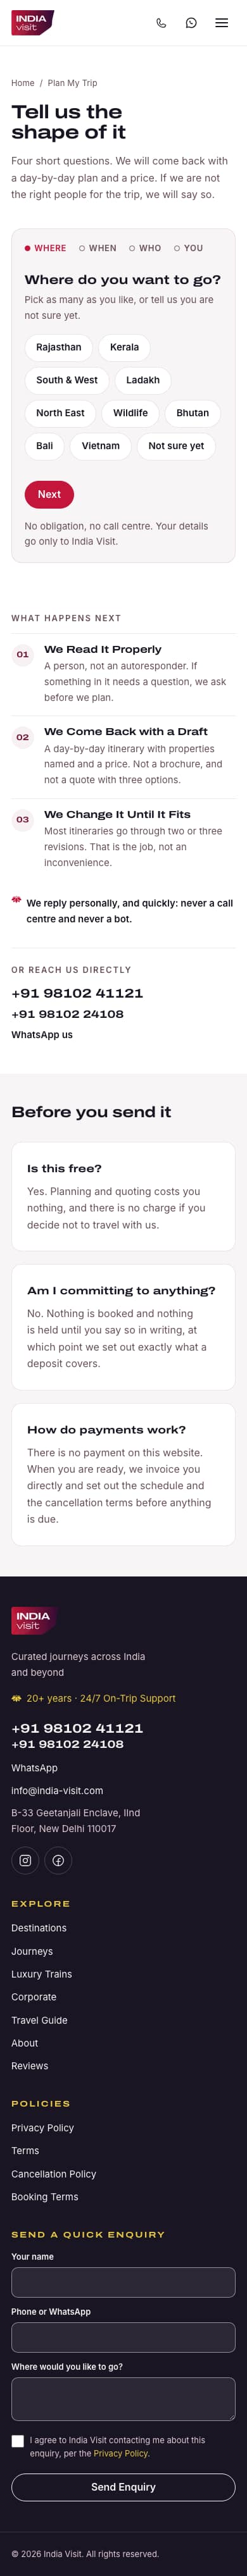 INDIA
visit
Home / Plan My Trip
Tell us the
shape of it
Four short questions. We will come back with
a day-by-day plan and a price. If we are not
the right people for the trip, we will say so.
WHERE WHEN WHO YOU
Where do you want to go?
Pick as many as you like, or tell us you are
not sure yet.
Rajasthan Kerala
South & West Ladakh
North East Wildlife Bhutan
Bali Vietnam Not sure yet
Next
No obligation, no call centre. Your details
go only to India Visit.
WHAT HAPPENS NEXT
01 We Read It Properly
A person, not an autoresponder. If
something in it needs a question, we ask
before we plan.
02 We Come Back with a Draft
A day-by-day itinerary with properties
named and a price. Not a brochure, and
not a quote with three options.
03 We Change It Until It Fits
Most itineraries go through two or three
revisions. That is the job, not an
inconvenience.
We reply personally, and quickly: never a call
centre and never a bot.
OR REACH US DIRECTLY
+91 98102 41121
+91 98102 24108
WhatsApp us
Before you send it
Is this free?
Yes. Planning and quoting costs you
nothing, and there is no charge if you
decide not to travel with us.
Am I committing to anything?
No. Nothing is booked and nothing
is held until you say so in writing, at
which point we set out exactly what a
deposit covers.
How do payments work?
There is no payment on this website.
When you are ready, we invoice you
directly and set out the schedule and
the cancellation terms before anything
is due.
INDIA
visit
Curated journeys across India
and beyond
20+ years · 24/7 On-Trip Support
+91 98102 41121
+91 98102 24108
WhatsApp
info@india-visit.com
B-33 Geetanjali Enclave, IInd
Floor, New Delhi 110017
EXPLORE
Destinations
Journeys
Luxury Trains
Corporate
Travel Guide
About
Reviews
POLICIES
Privacy Policy
Terms
Cancellation Policy
Booking Terms
SEND A QUICK ENQUIRY
Your name
Phone or WhatsApp
Where would you like to go?
I agree to India Visit contacting me about this
enquiry, per the Privacy Policy.
Send Enquiry
© 2026 India Visit. All rights reserved.